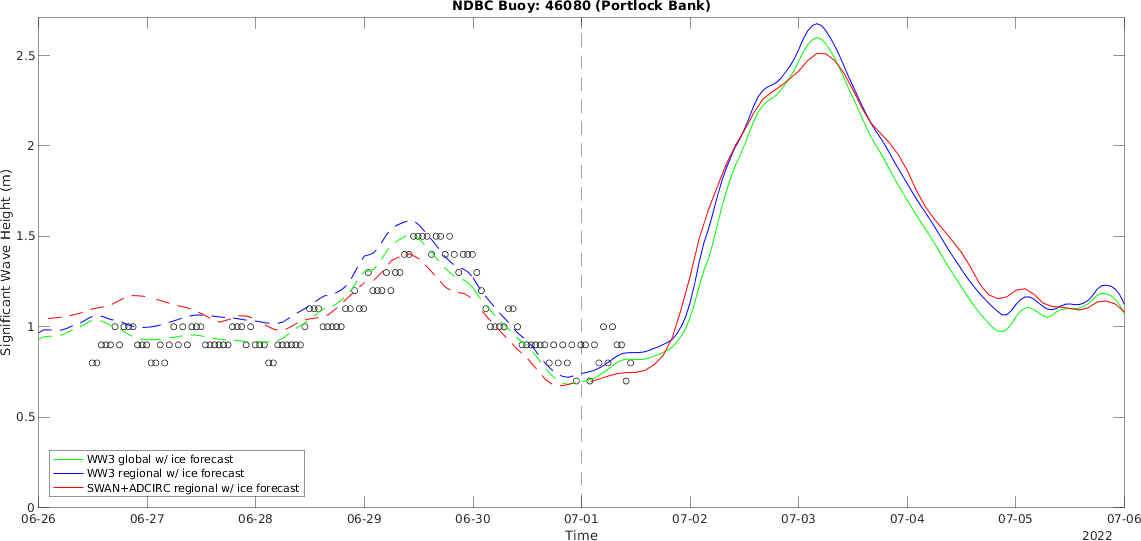 NDBC Buoy: 46080 (Portlock Bank)
Significant Wave Height (m)
2.5
2
1.5
1
0.5
0
WW3 global w/ ice forecast
WW3 regional w/ ice forecast
SWAN+ADCIRC regional w/ ice forecast
06-26 06-27 06-28 06-29 06-30 07-01 07-02 07-03 07-04 07-05 07-06
Time
2022